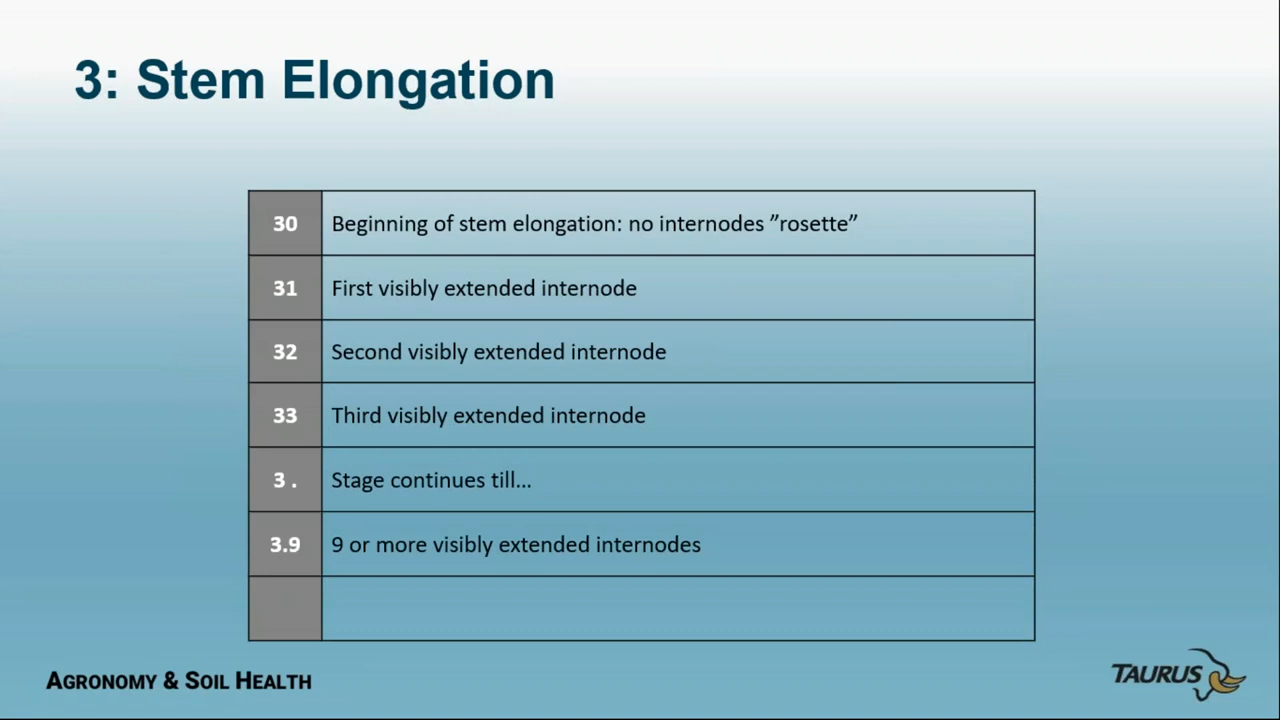 3: Stem Elongation
30 Beginning of stem elongation: no internodes ”rosette”
31 First visibly extended internode
32 Second visibly extended internode
33 Third visibly extended internode
3 . Stage continues till...
3.9 9 or more visibly extended internodes
AGRONOMY & SOIL HEALTH
TAURUS